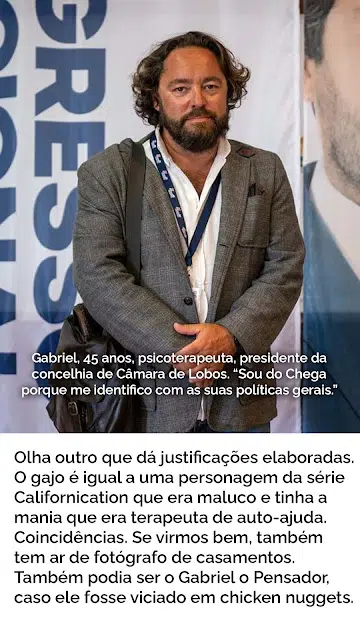 GRESSO
IONAL
Gabriel, 45 anos, psicoterapeuta, presidente da
concelhia de Câmara de Lobos. “Sou do Chega
porque me identifico com as suas políticas gerais.”
Olha outro que dá justificações elaboradas.
O gajo é igual a uma personagem da série
Californication que era maluco e tinha a
mania que era terapeuta de auto-ajuda.
Coincidências. Se virmos bem, também
tem ar de fotógrafo de casamentos.
Também podia ser o Gabriel o Pensador,
caso ele fosse viciado em chicken nuggets.